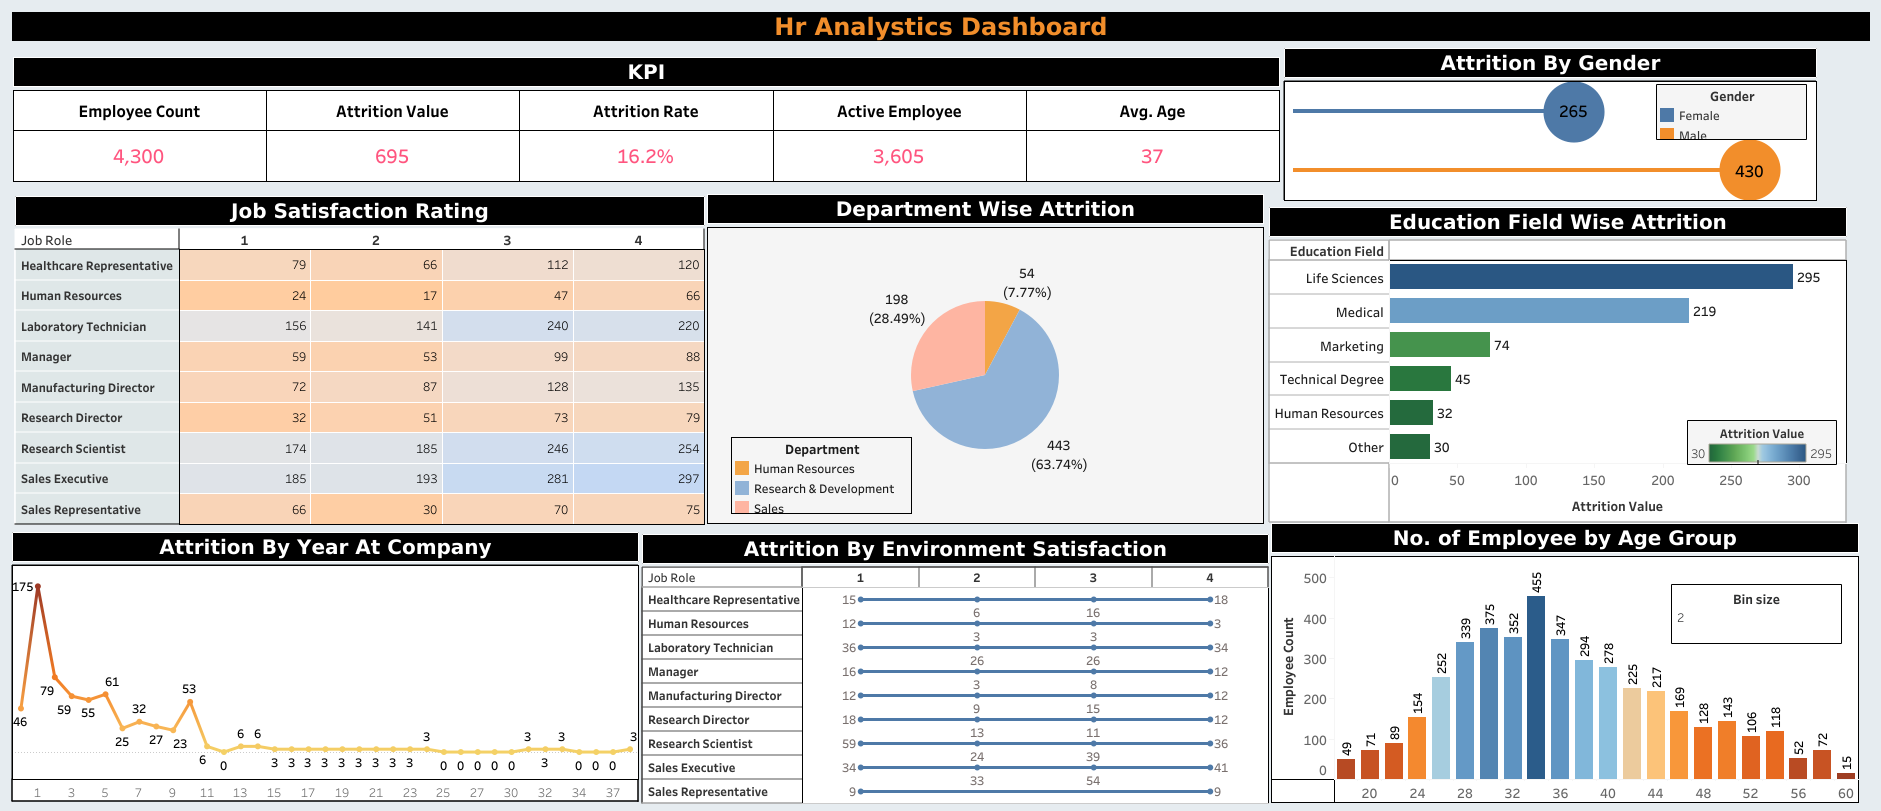 Hr Analystics Dashboard
KPI
Employee Count Attrition Value Attrition Rate Active Employee Avg. Age
4,300 695 16.2% 3,605 37
Attrition By Gender
265
Gender
Female
Male
430
Job Satisfaction Rating
Job Role 1 2 3 4
Healthcare Representative 79 66 112 120
Human Resources 24 17 47 66
Laboratory Technician 156 141 240 220
Manager 59 53 99 88
Manufacturing Director 72 87 128 135
Research Director 32 51 73 79
Research Scientist 174 185 246 254
Sales Executive 185 193 281 297
Sales Representative 66 30 70 75
Department Wise Attrition
54
(7.77%)
198
(28.49%)
443
(63.74%)
Department
Human Resources
Research & Development
Sales
Education Field Wise Attrition
Education Field
Life Sciences 295
Medical 219
Marketing 74
Technical Degree 45
Human Resources 32
Other 30
Attrition Value
30 295
0 50 100 150 200 250 300
Attrition Value
Attrition By Year At Company
175
46 79 59 55 61 25 32 27 23 53 6 0 6 6 3 3 3 3 3 3 3 3 3 3 0 0 0 0 0 3 3 3 0 0 0 3
1 3 5 7 9 11 13 15 17 19 21 23 25 27 30 32 34 37
Attrition By Environment Satisfaction
Job Role 1 2 3 4
Healthcare Representative 15 6 16 18
Human Resources 12 3 3 3
Laboratory Technician 36 26 26 34
Manager 16 3 8 12
Manufacturing Director 12 9 15 12
Research Director 18 13 11 12
Research Scientist 59 24 39 36
Sales Executive 34 33 54 41
Sales Representative 9 9
No. of Employee by Age Group
Employee Count
500
400
300
200
100
0
49 71 89 154 252 339 375 352 455 347 294 278 225 217 169 128 143 106 118 52 72 15
Bin size
2
20 24 28 32 36 40 44 48 52 56 60